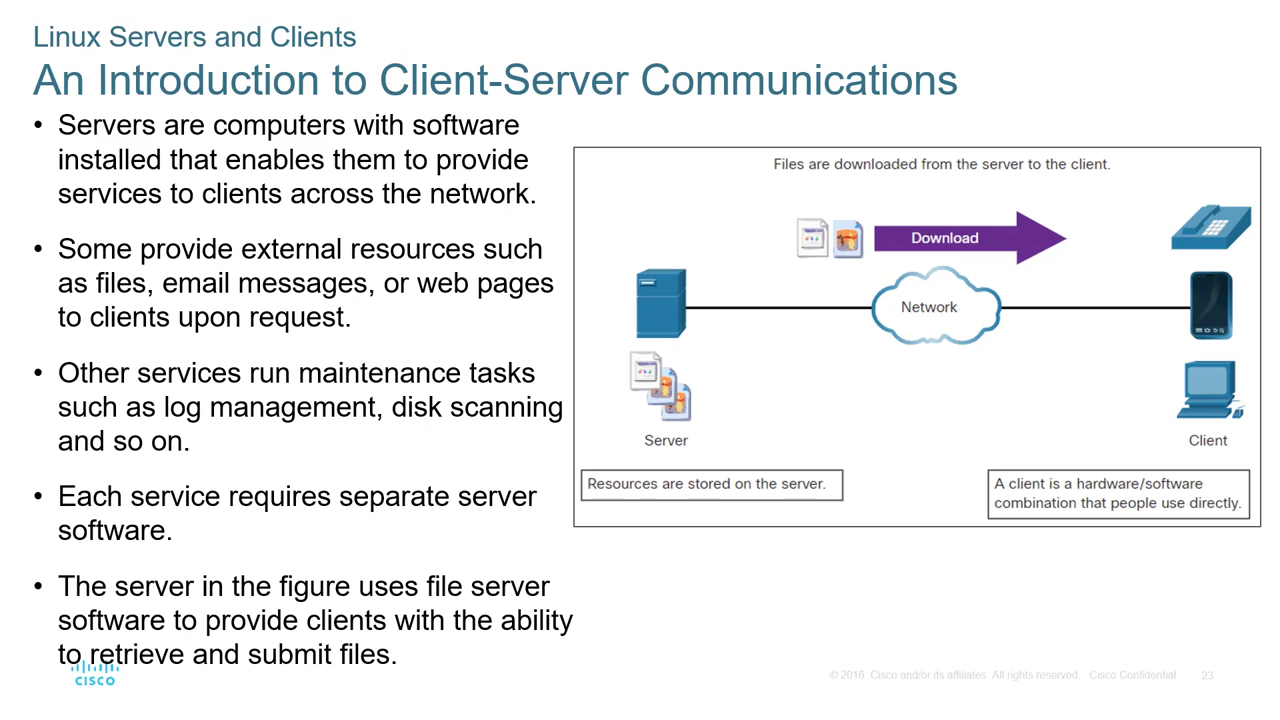 Linux Servers and Clients
An Introduction to Client-Server Communications
• Servers are computers with software
installed that enables them to provide
services to clients across the network.
• Some provide external resources such
as files, email messages, or web pages
to clients upon request.
• Other services run maintenance tasks
such as log management, disk scanning
and so on.
• Each service requires separate server
software.
• The server in the figure uses file server
software to provide clients with the ability
to retrieve and submit files.
Files are downloaded from the server to the client.
Download
Network
Server
Client
Resources are stored on the server.
A client is a hardware/software
combination that people use directly.
CISCO
© 2016 Cisco and/or its affiliates. All rights reserved. Cisco Confidential
23